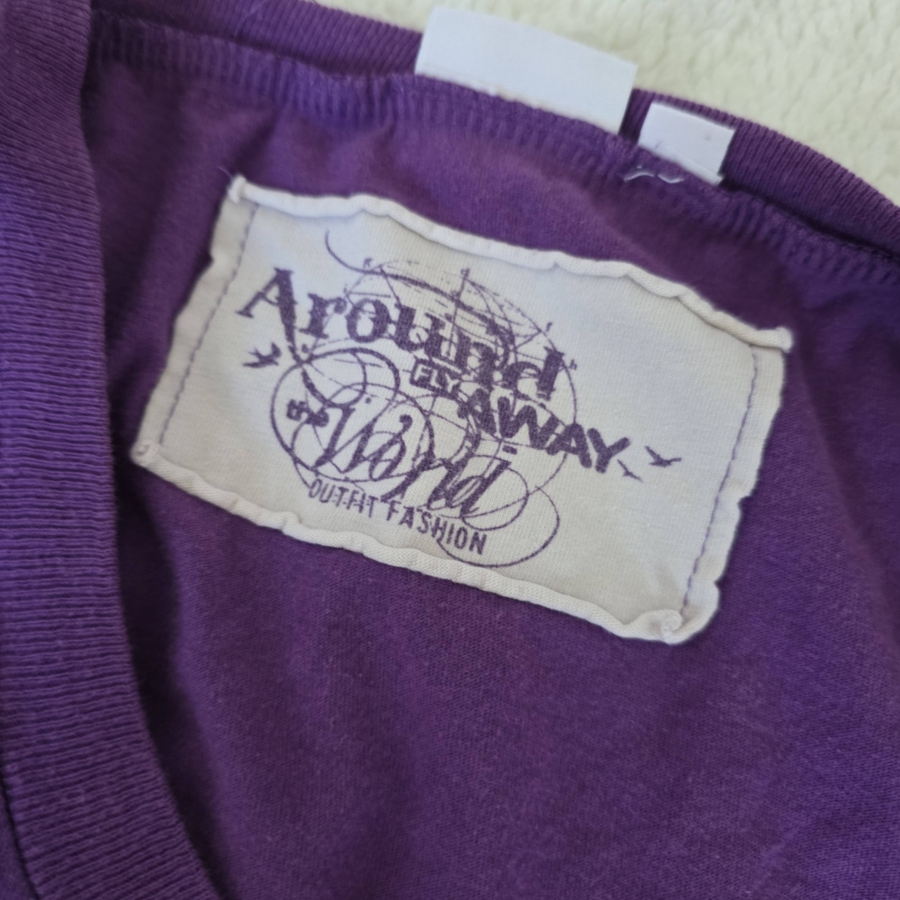 Around
FLY AWAY
the World
OUTFIT FASHION